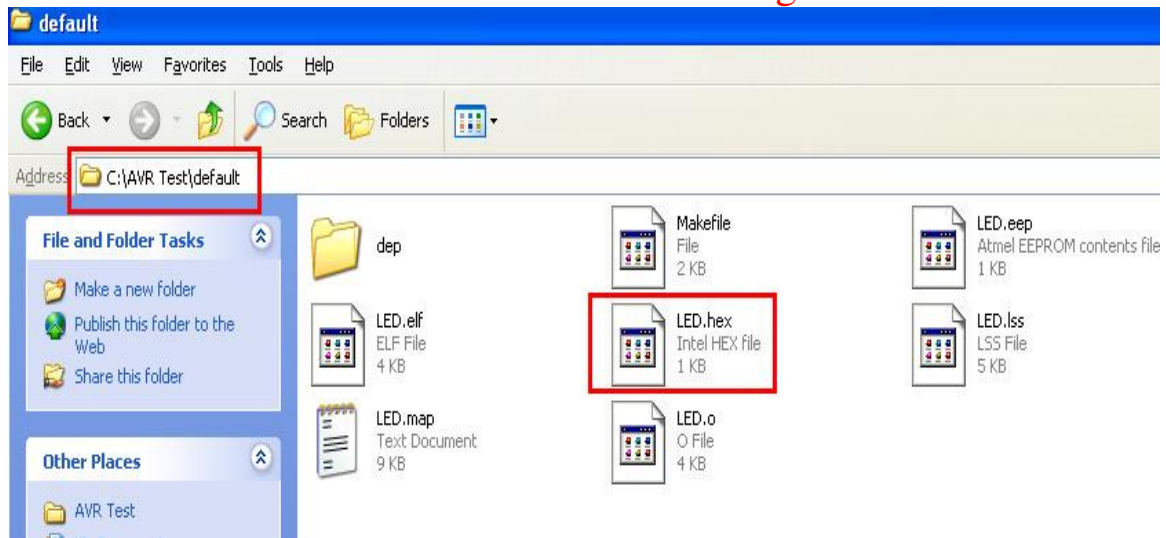 default
File Edit View Favorites Tools Help
Back Search Folders
Address C:\AVR Test\default
File and Folder Tasks
Make a new folder
Publish this folder to the
Web
Share this folder
Other Places
AVR Test
dep
Makefile
File
2 KB
LED.eep
Atmel EEPROM contents file
1 KB
LED.elf
ELF File
4 KB
LED.hex
Intel HEX file
1 KB
LED.lss
LSS File
5 KB
LED.map
Text Document
9 KB
LED.o
O File
4 KB